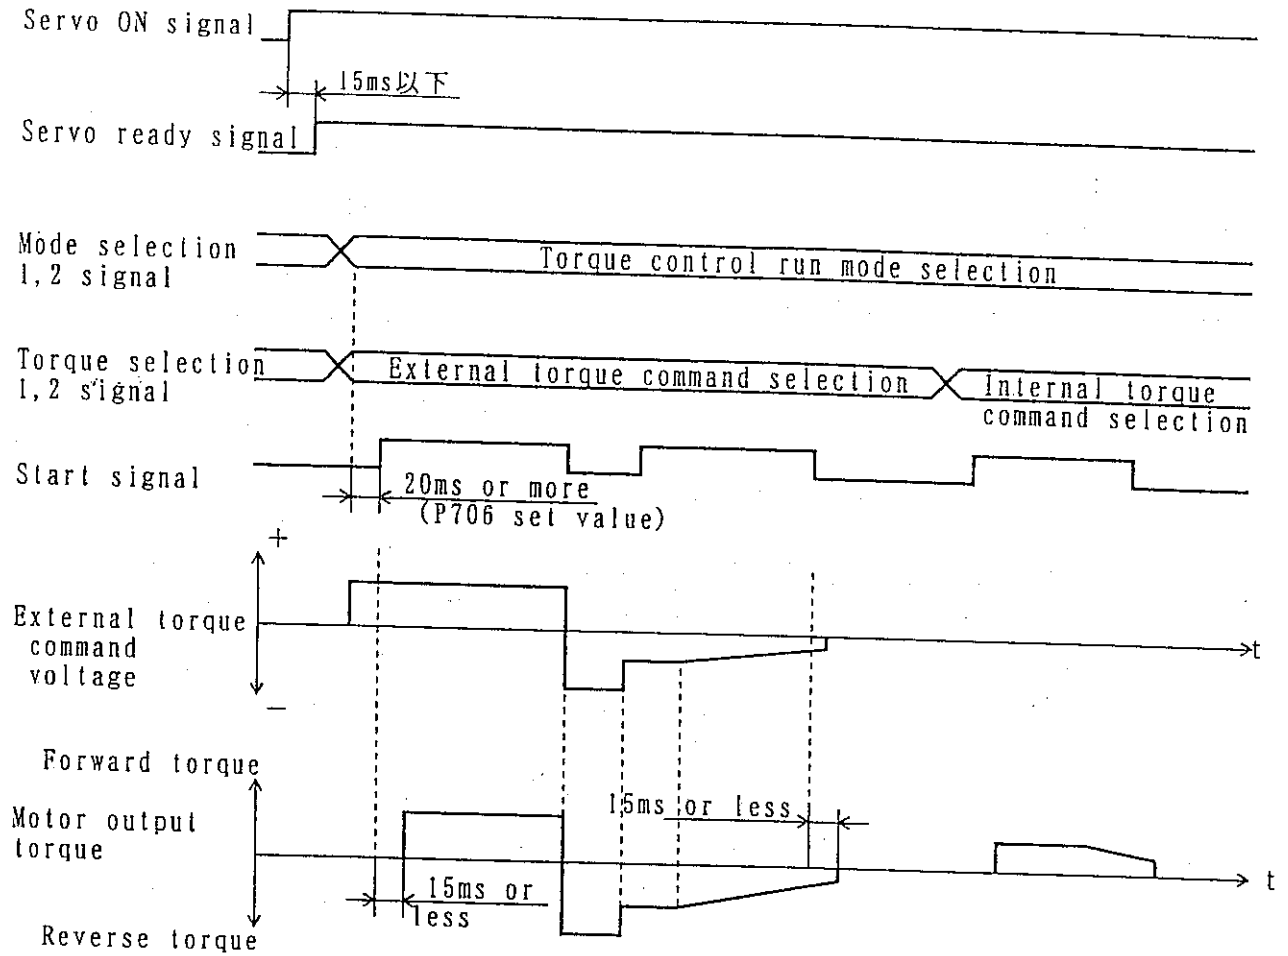 Servo ON signal
15ms以下
Servo ready signal
Mode selection
1,2 signal
Torque control run mode selection
Torque selection
1,2 signal
External torque command selection
Internal torque
command selection
Start signal
20ms or more
(P706 set value)
+
External torque
command
voltage
t
−
Forward torque
15ms or less
Motor output
torque
t
15ms or
less
Reverse torque